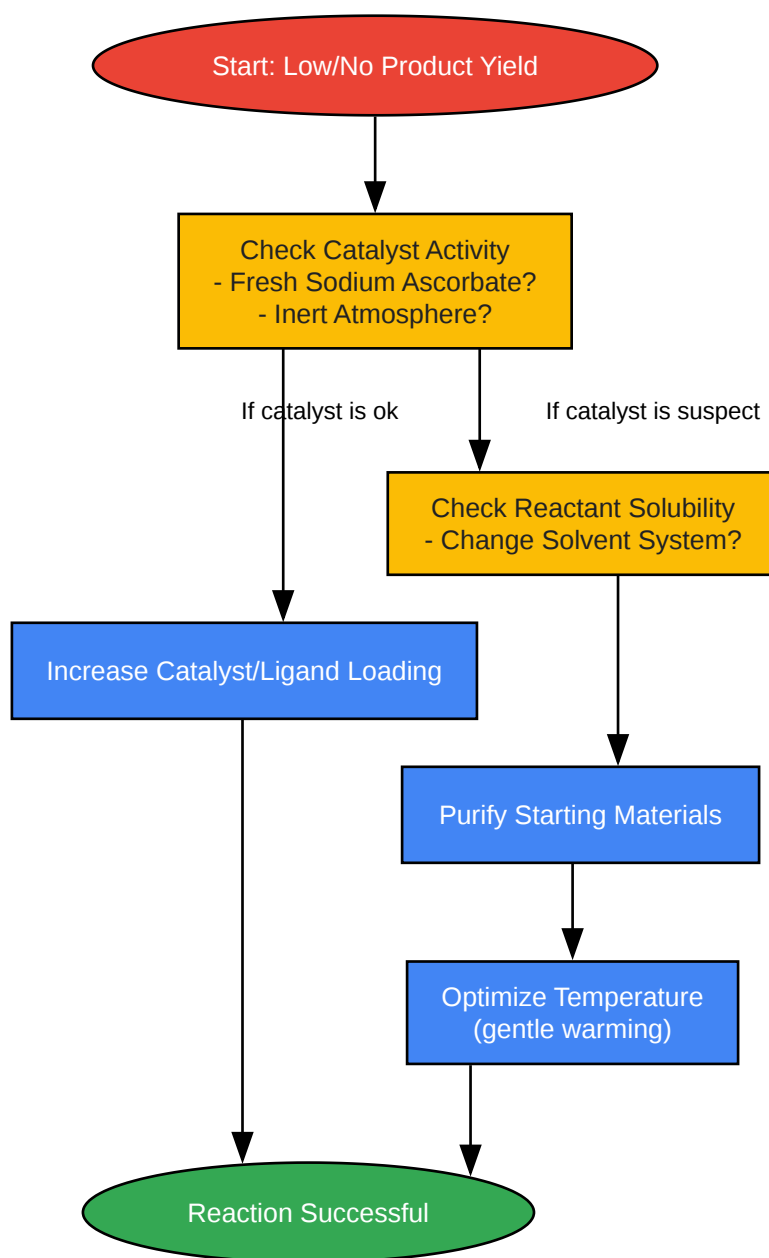 Start: Low/No Product Yield
Check Catalyst Activity
- Fresh Sodium Ascorbate?
- Inert Atmosphere?
If catalyst is ok
If catalyst is suspect
Check Reactant Solubility
- Change Solvent System?
Increase Catalyst/Ligand Loading
Purify Starting Materials
Optimize Temperature
(gentle warming)
Reaction Successful